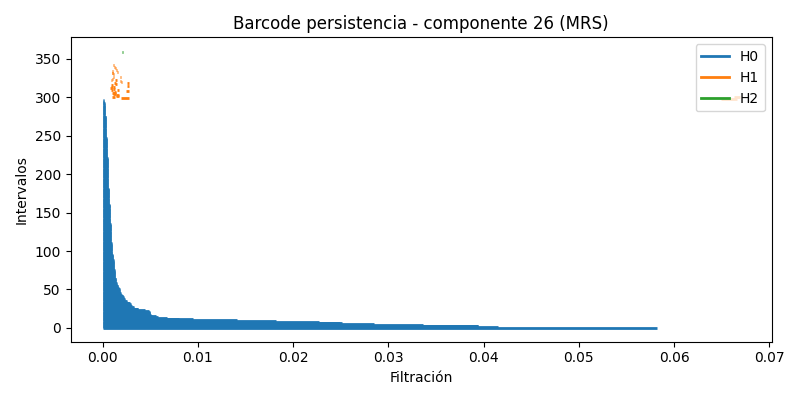 Barcode persistencia - componente 26 (MRS)
H0
H1
H2
350
300
250
200
150
100
50
0
Intervalos
0.00 0.01 0.02 0.03 0.04 0.05 0.06 0.07
Filtración